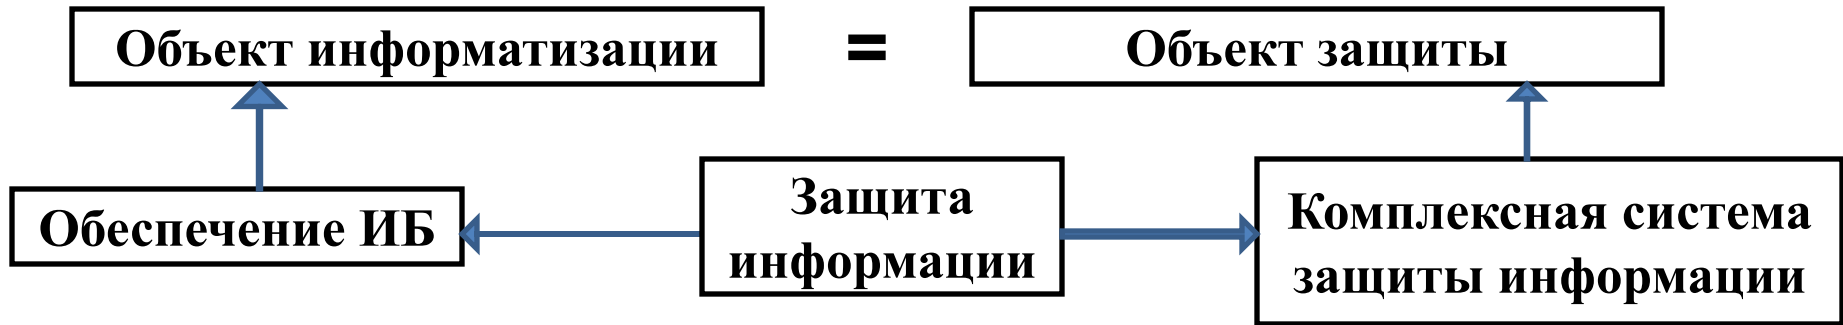 Объект информатизации
=
Объект защиты
Обеспечение ИБ
Защита
информации
Комплексная система
защиты информации